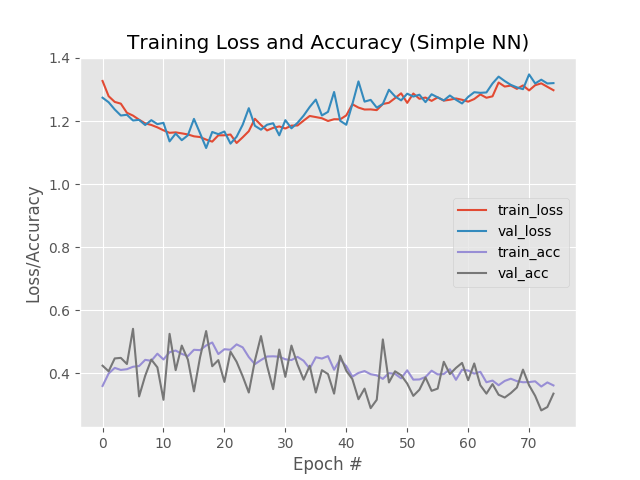 Training Loss and Accuracy (Simple NN)
1.4
1.2
1.0
0.8
0.6
0.4
Loss/Accuracy
train_loss
val_loss
train_acc
val_acc
0 10 20 30 40 50 60 70
Epoch #